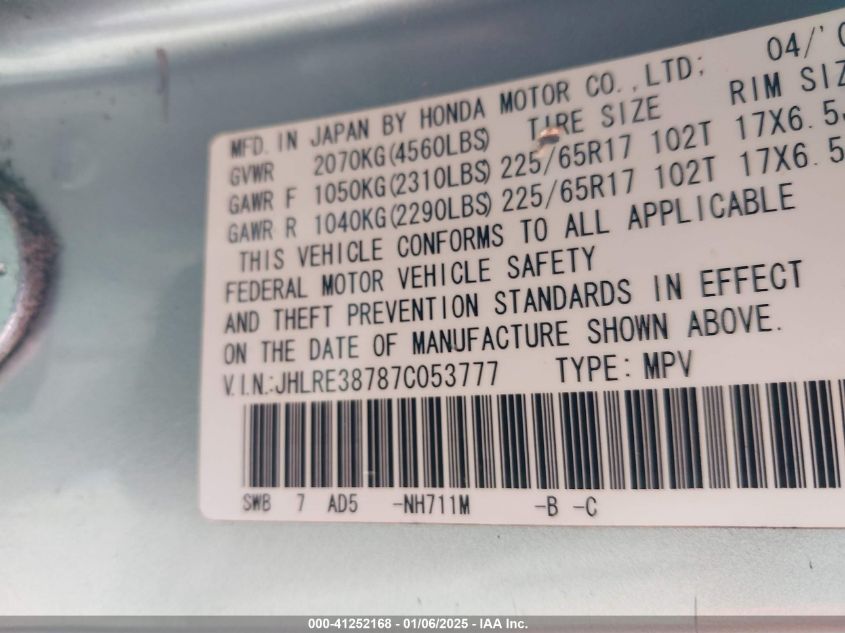 MFD. IN JAPAN BY HONDA MOTOR CO., LTD; 04/'0
GVWR 2070KG(4560LBS) TIRE SIZE RIM SIZ
GAWR F 1050KG(2310LBS) 225/65R17 102T 17X6.5J
GAWR R 1040KG(2290LBS) 225/65R17 102T 17X6.5
THIS VEHICLE CONFORMS TO ALL APPLICABLE
FEDERAL MOTOR VEHICLE SAFETY
AND THEFT PREVENTION STANDARDS IN EFFECT
ON THE DATE OF MANUFACTURE SHOWN ABOVE.
V.I.N.:JHLRE38787C053777 TYPE: MPV
SWB 7 AD5 -NH711M -B -C
000-41252168 - 01/06/2025 - IAA Inc.